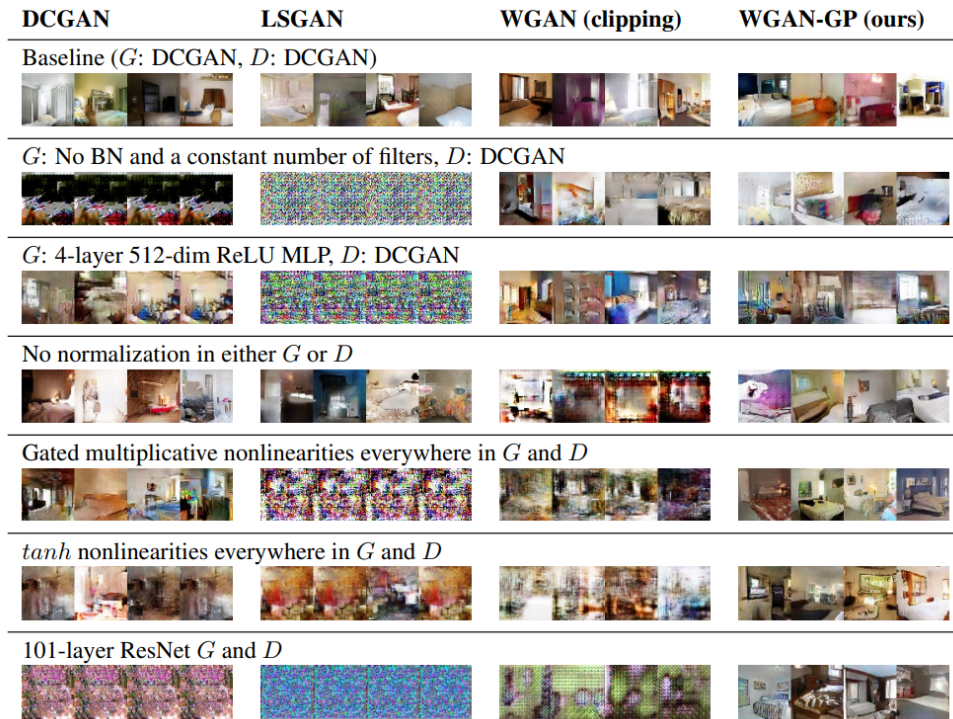 DCGAN LSGAN WGAN (clipping) WGAN-GP (ours)
Baseline (G: DCGAN, D: DCGAN)
G: No BN and a constant number of filters, D: DCGAN
G: 4-layer 512-dim ReLU MLP, D: DCGAN
No normalization in either G or D
Gated multiplicative nonlinearities everywhere in G and D
tanh nonlinearities everywhere in G and D
101-layer ResNet G and D